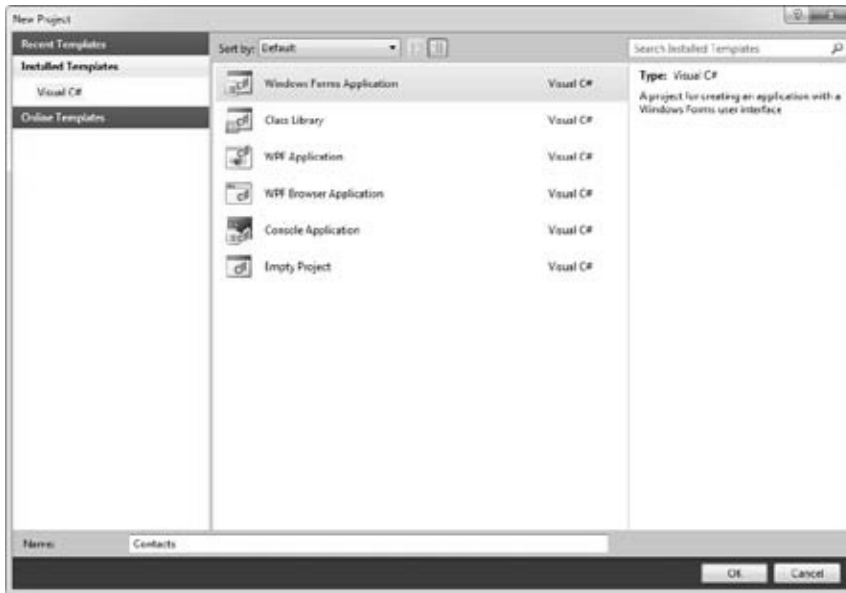 New Project
Recent Templates
Installed Templates
Visual C#
Online Templates
Sort by: Default
Search Installed Templates
Windows Forms Application Visual C#
Class Library Visual C#
WPF Application Visual C#
WPF Browser Application Visual C#
Console Application Visual C#
Empty Project Visual C#
Type: Visual C#
A project for creating an application with a
Windows Forms user interface
Name: Contacts
OK Cancel